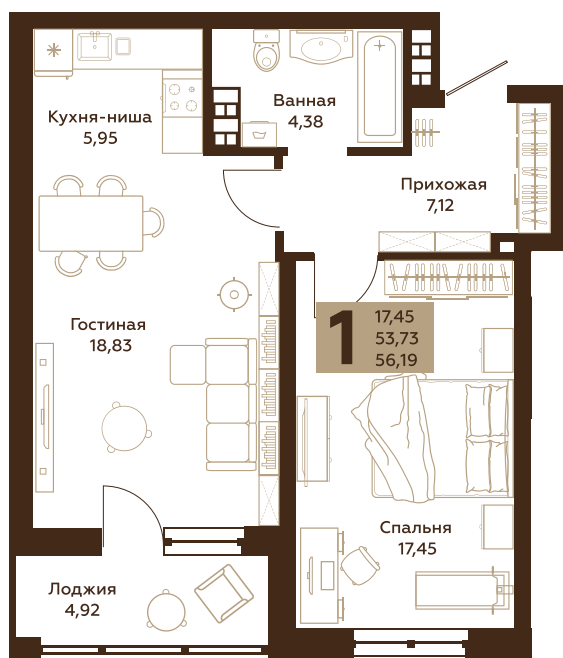 Кухня-ниша
5,95
Ванная
4,38
Прихожая
7,12
Гостиная
18,83
1
17,45
53,73
56,19
Спальня
17,45
Лоджия
4,92